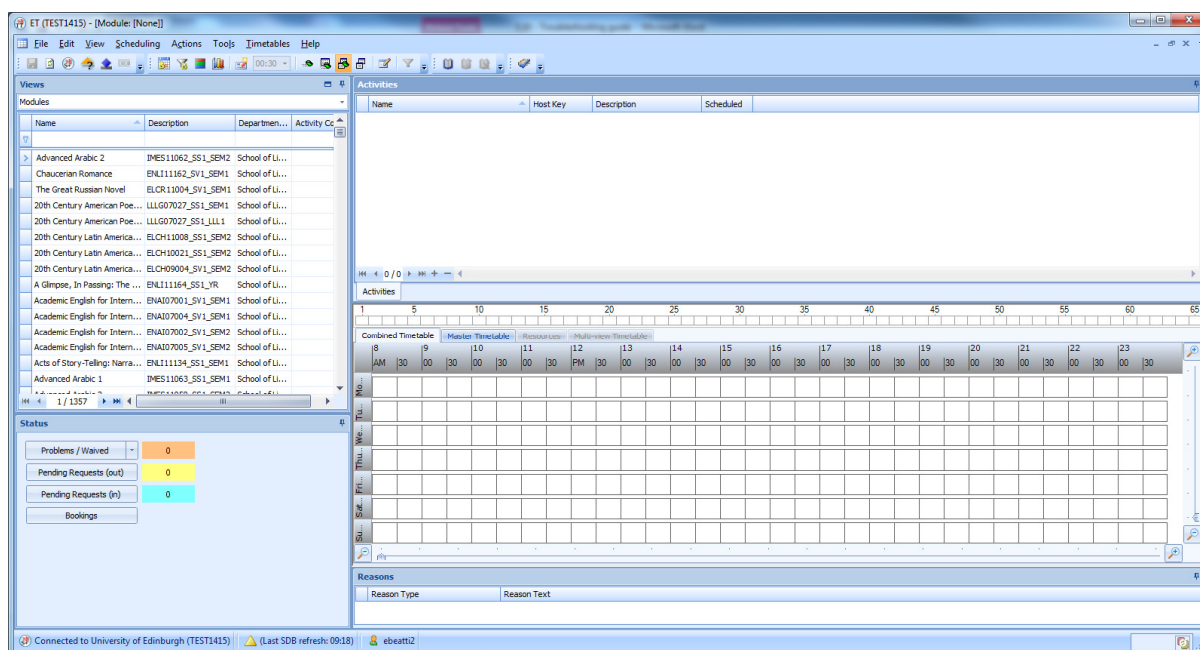 ET (TEST1415) - [Module: [None]]
File Edit View Scheduling Actions Tools Timetables Help
00:30
Views
Modules
Name Description Departmen... Activity Co
Advanced Arabic 2 IMES11062_SS1_SEM2 School of Li...
Chaucerian Romance ENLI11162_SV1_SEM1 School of Li...
The Great Russian Novel ELCR11004_SV1_SEM1 School of Li...
20th Century American Poe... LLLG07027_SS1_SEM1 School of Li...
20th Century American Poe... LLLG07027_SS1_LLL1 School of Li...
20th Century Latin America... ELCH11008_SS1_SEM2 School of Li...
20th Century Latin America... ELCH10021_SS1_SEM2 School of Li...
20th Century Latin America... ELCH09004_SV1_SEM2 School of Li...
A Glimpse, In Passing: The ... ENLI11164_SS1_YR School of Li...
Academic English for Intern... ENAI07001_SV1_SEM1 School of Li...
Academic English for Intern... ENAI07004_SV1_SEM1 School of Li...
Academic English for Intern... ENAI07002_SV1_SEM2 School of Li...
Academic English for Intern... ENAI07005_SV1_SEM2 School of Li...
Acts of Story-Telling: Narra... ENLI11134_SS1_SEM1 School of Li...
Advanced Arabic 1 IMES11063_SS1_SEM1 School of Li...
1 / 1357
Status
Problems / Waived 0
Pending Requests (out) 0
Pending Requests (in) 0
Bookings
Activities
Name Host Key Description Scheduled
0 / 0
Activities
1 5 10 15 20 25 30 35 40 45 50 55 60 65
Combined Timetable Master Timetable Resources Multi-view Timetable
8 9 10 11 12 13 14 15 16 17 18 19 20 21 22 23
AM 30 00 30 00 30 00 30 PM 30 00 30 00 30 00 30 00 30 00 30 00 30 00 30 00 30 00 30 00 30
Mo...
Tu...
We...
Thu...
Fri...
Sat...
Su...
Reasons
Reason Type Reason Text
Connected to University of Edinburgh (TEST1415) (Last SDB refresh: 09:18) ebeatti2